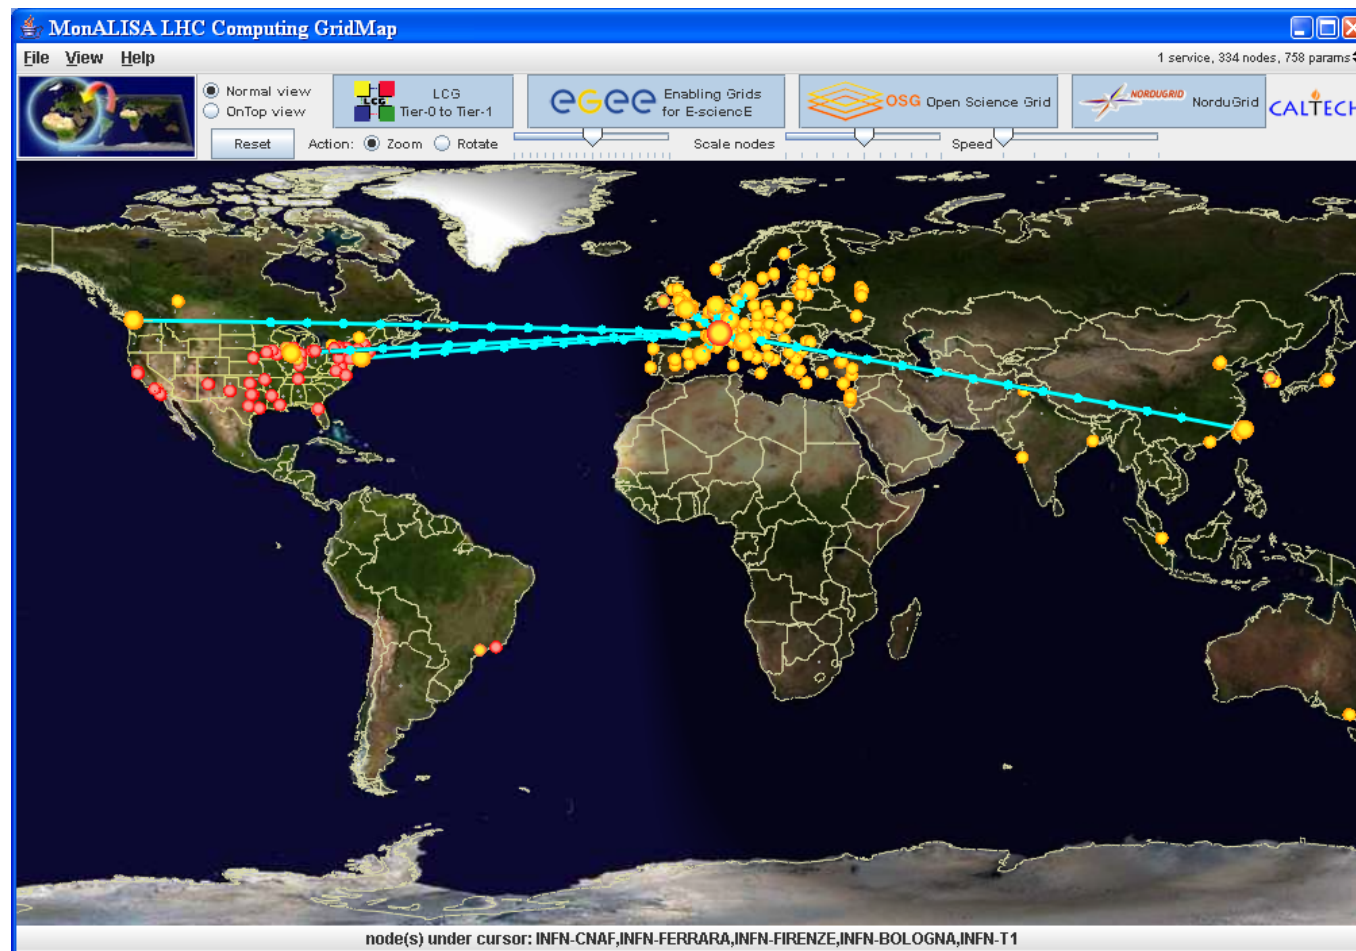 MonALISA LHC Computing GridMap
File View Help
1 service, 334 nodes, 758 params
Normal view
OnTop view
LCG
LCG
Tier-0 to Tier-1
eGee
Enabling Grids
for E-sciencE
OSG Open Science Grid
NORDUGRID
NorduGrid
CALTECH
Reset
Action: Zoom Rotate
Scale nodes
Speed
node(s) under cursor: INFN-CNAF,INFN-FERRARA,INFN-FIRENZE,INFN-BOLOGNA,INFN-T1